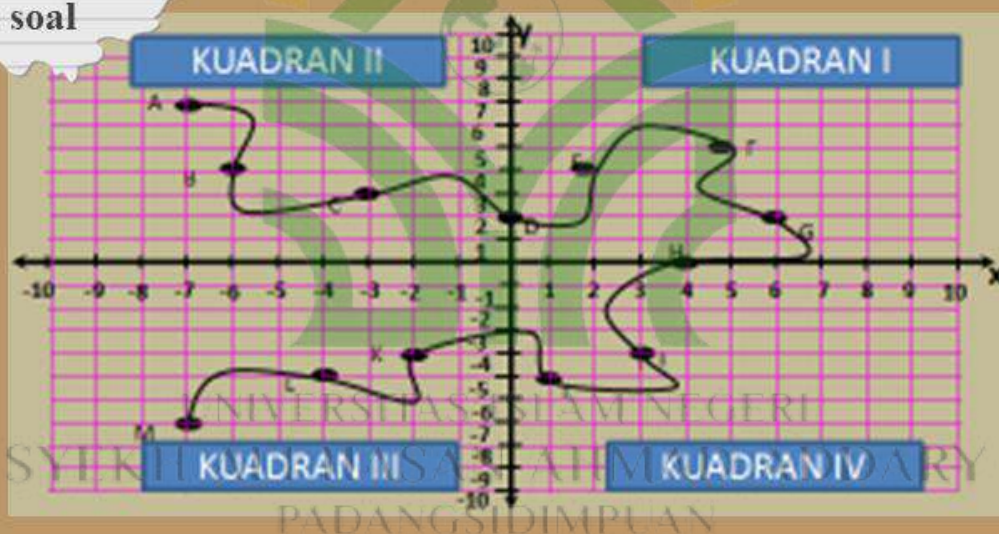 soal
y
KUADRAN II
KUADRAN I
10
9
8
7
6
5
4
3
2
1
A
B
C
D
E
F
G
H
-10 -9 -8 -7 -6 -5 -4 -3 -2 -1 1 2 3 4 5 6 7 8 9 10 x
-1
-2
-3
-4
-5
-6
-7
-8
-9
-10
K
L
M
KUADRAN III
KUADRAN IV
UNIVERSITAS ISLAM NEGERI
PADANGSIDIMPUAN